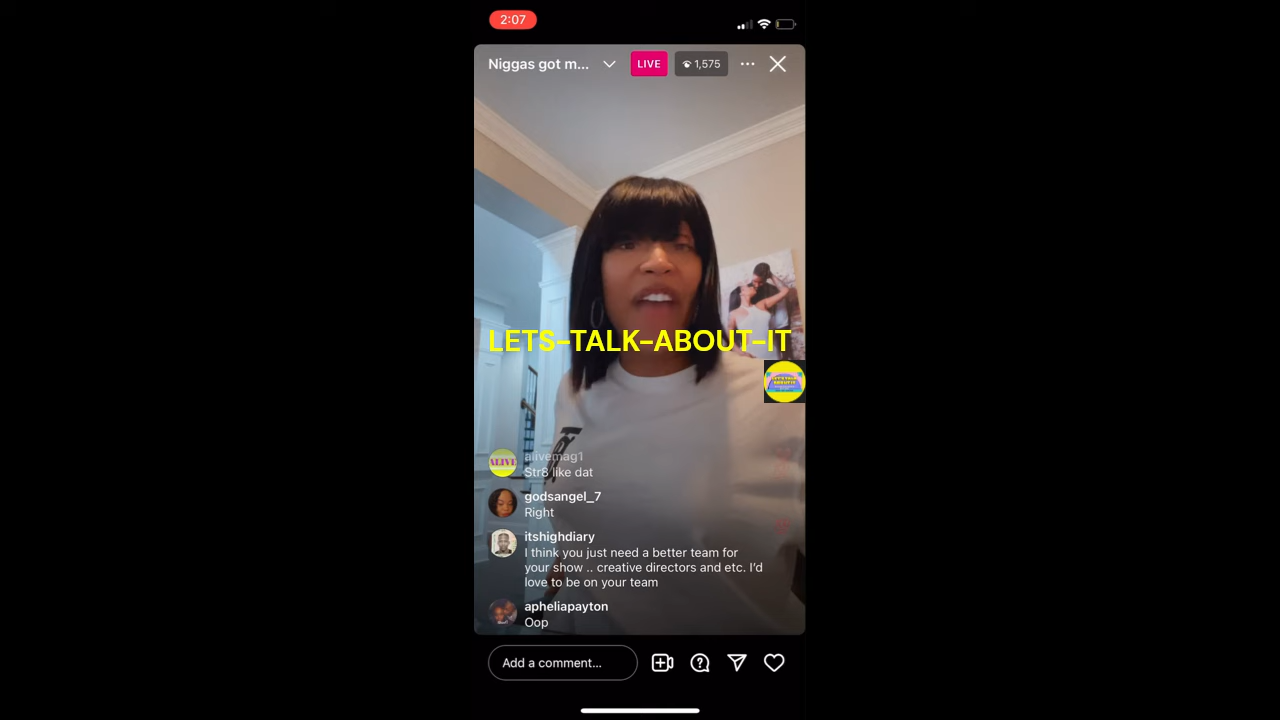 2:07
Niggas got m...
LIVE
1,575
LETS-TALK-ABOUT-IT
alivemag1
Str8 like dat
godsangel_7
Right
itshighdiary
I think you just need a better team for
your show .. creative directors and etc. I'd
love to be on your team
apheliapayton
Oop
Add a comment...